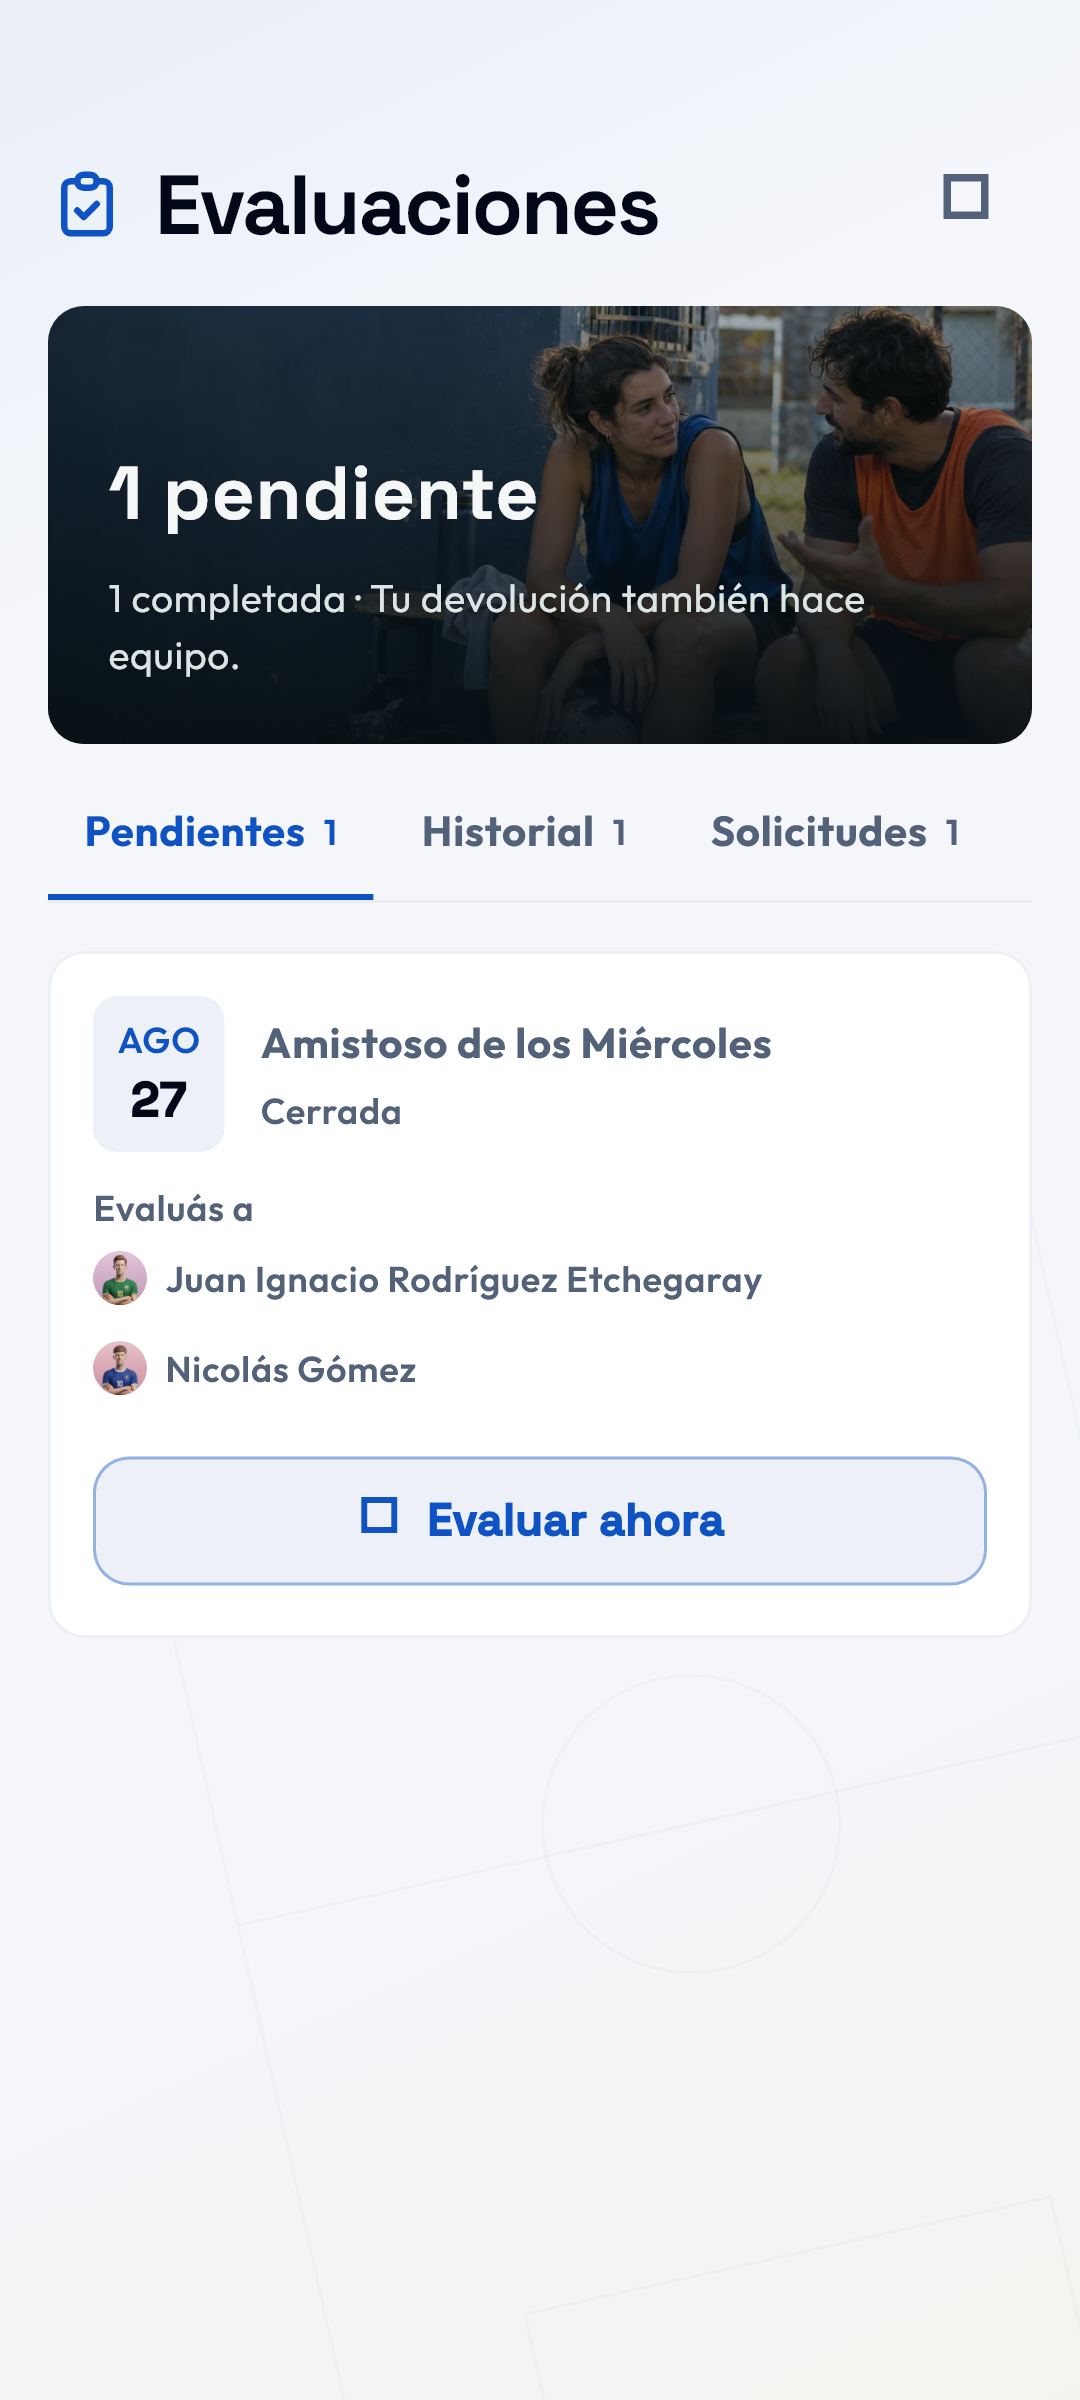 Evaluaciones
1 pendiente
1 completada · Tu devolución también hace
equipo.
Pendientes 1 Historial 1 Solicitudes 1
AGO
27
Amistoso de los Miércoles
Cerrada
Evaluás a
Juan Ignacio Rodríguez Etchegaray
Nicolás Gómez
Evaluar ahora